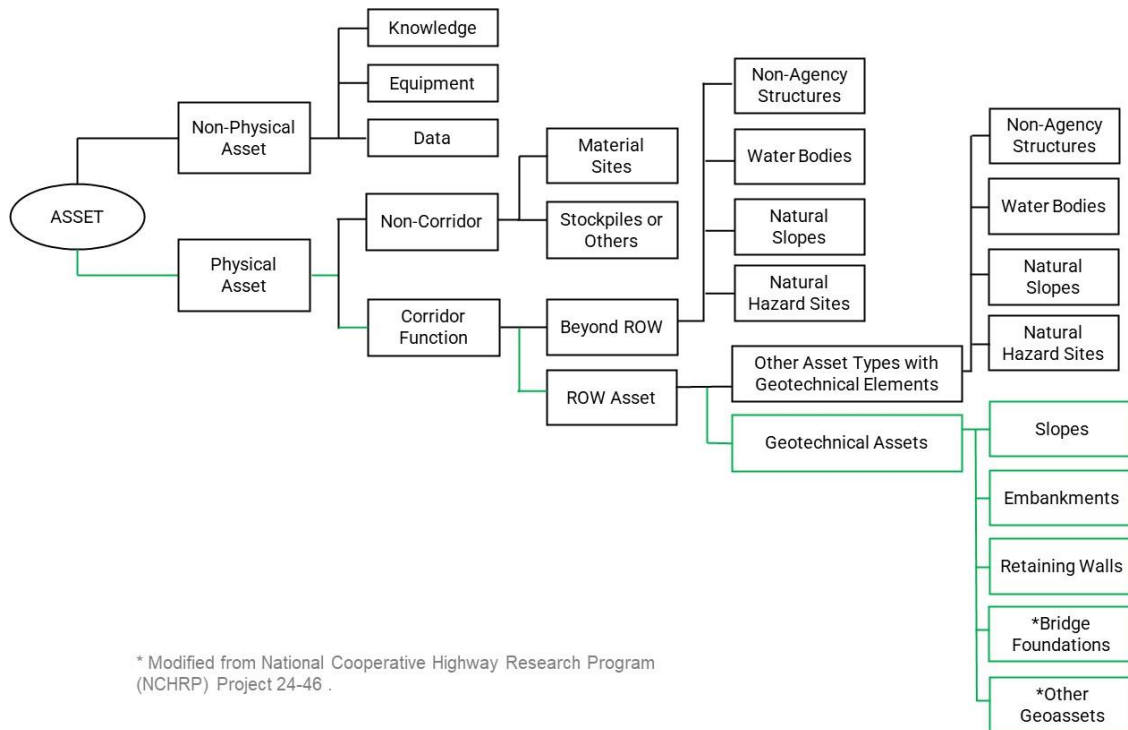 Knowledge
Equipment
Data
Non-Physical
Asset
ASSET
Physical
Asset
Non-Corridor
Corridor
Function
Material
Sites
Stockpiles or
Others
Beyond ROW
ROW Asset
Non-Agency
Structures
Water Bodies
Natural
Slopes
Natural
Hazard Sites
Other Asset Types with
Geotechnical Elements
Geotechnical Assets
Non-Agency
Structures
Water Bodies
Natural
Slopes
Natural
Hazard Sites
Slopes
Embankments
Retaining Walls
*Bridge
Foundations
*Other
Geoassets
* Modified from National Cooperative Highway Research Program
(NCHRP) Project 24-46 .